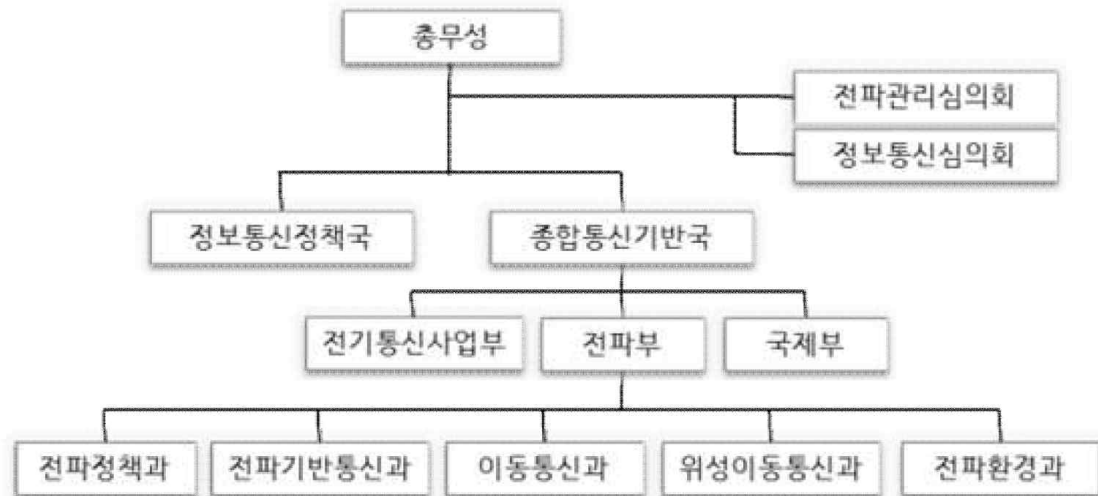 총무성
전파관리심의회
정보통신심의회
정보통신정책국
종합통신기반국
전기통신사업부
전파부
국제부
전파정책과
전파기반통신과
이동통신과
위성이동통신과
전파환경과